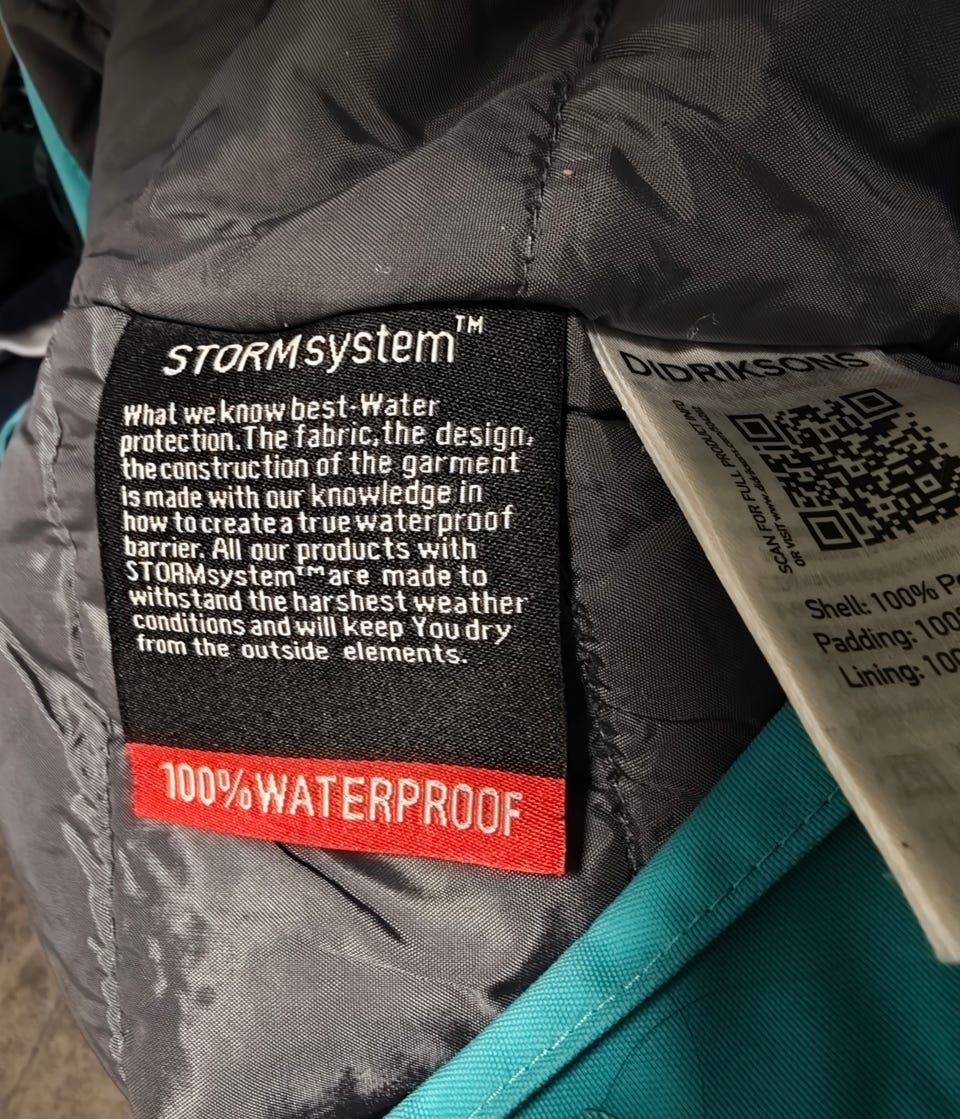 STORMsystem™
What we know best-Water
protection.The fabric,the design,
the construction of the garment
is made with our knowledge in
how to create a true waterproof
barrier. All our products with
STORMsystem™ are made to
withstand the harshest weather
conditions and will keep You dry
from the outside elements.
100% WATERPROOF
DIDRIKSONS
SCAN FOR FULL PRODUCT INFO
OR VISIT
Shell: 100%
Padding: 100
Lining: 100